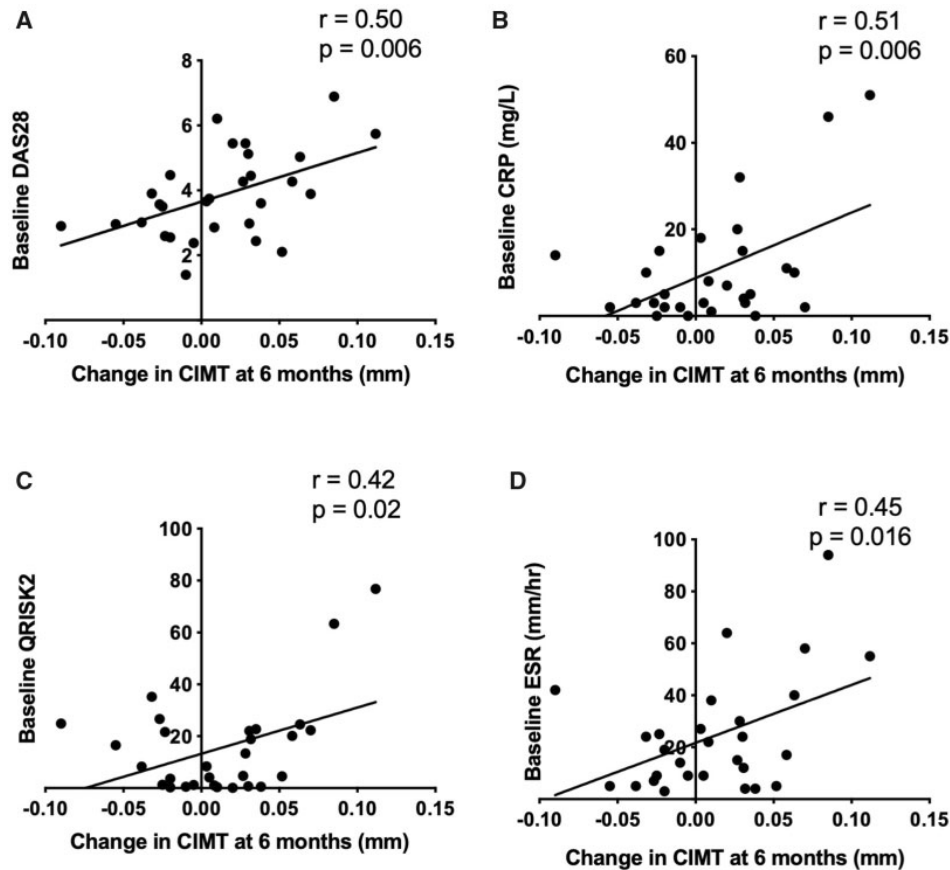 A
r = 0.50
p = 0.006
Baseline DAS28
8
6
4
2
-0.10 -0.05 0.00 0.05 0.10 0.15
Change in CIMT at 6 months (mm)
B
r = 0.51
p = 0.006
Baseline CRP (mg/L)
60
40
20
-0.10 -0.05 0.00 0.05 0.10 0.15
Change in CIMT at 6 months (mm)
C
r = 0.42
p = 0.02
Baseline QRISK2
100
80
60
40
20
0
-0.10 -0.05 0.00 0.05 0.10 0.15
Change in CIMT at 6 months (mm)
D
r = 0.45
p = 0.016
Baseline ESR (mm/hr)
100
80
60
40
20
-0.10 -0.05 0.00 0.05 0.10 0.15
Change in CIMT at 6 months (mm)